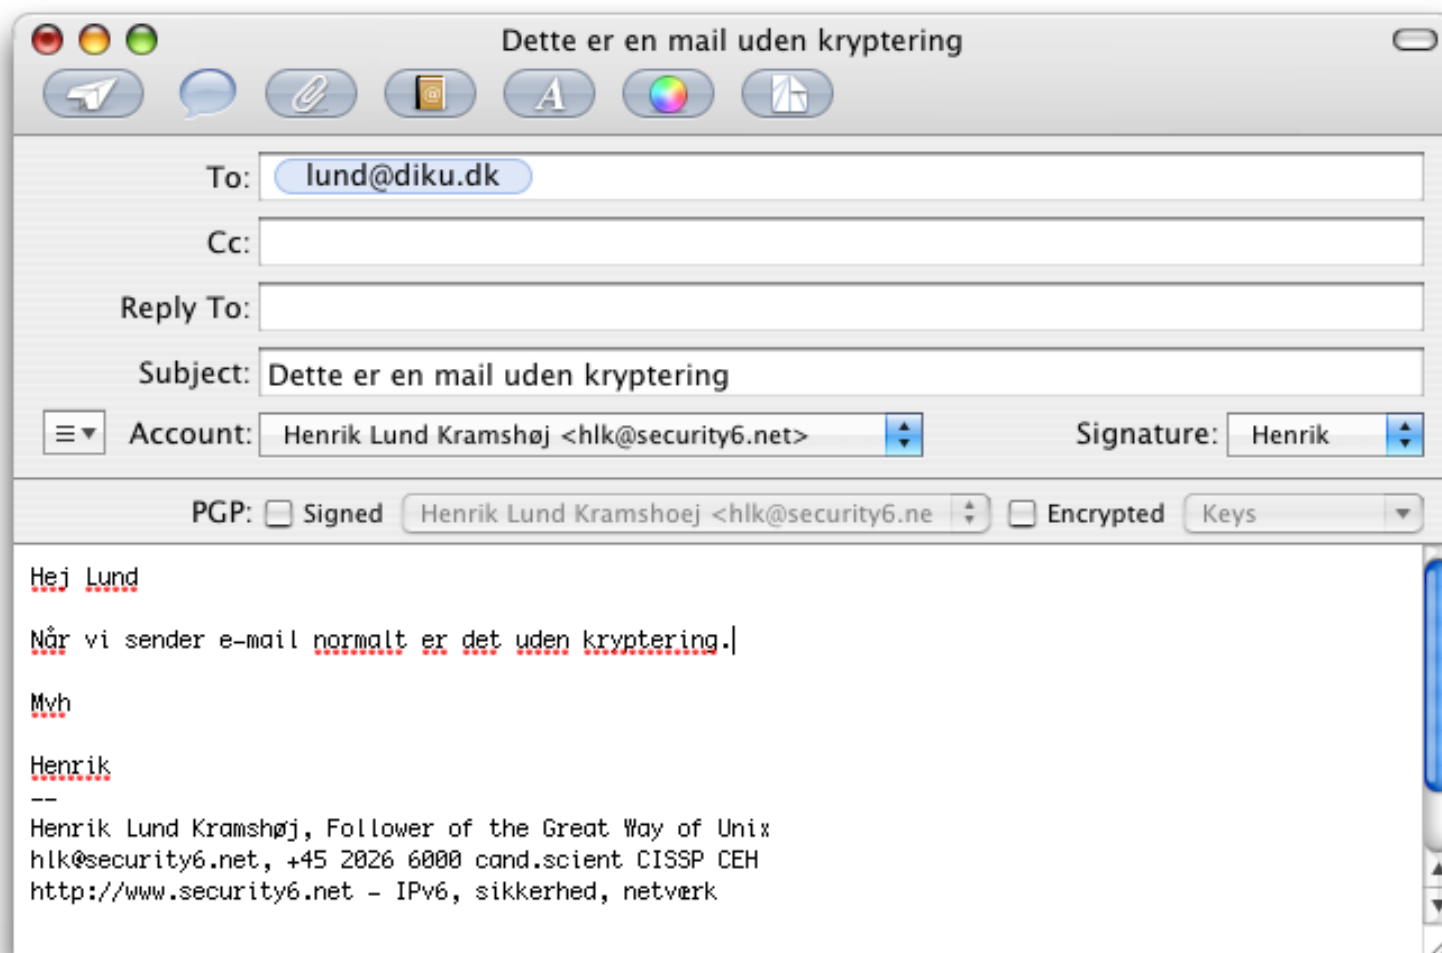 Dette er en mail uden kryptering
To: lund@diku.dk
Cc:
Reply To:
Subject: Dette er en mail uden kryptering
Account: Henrik Lund Kramshøj <hlk@security6.net> Signature: Henrik
PGP: Signed Henrik Lund Kramshoej <hlk@security6.ne Encrypted Keys
Hej Lund
Når vi sender e-mail normalt er det uden kryptering.
Mvh
Henrik
--
Henrik Lund Kramshøj, Follower of the Great Way of Unix
hlk@security6.net, +45 2026 6000 cand.scient CISSP CEH
http://www.security6.net - IPv6, sikkerhed, netværk